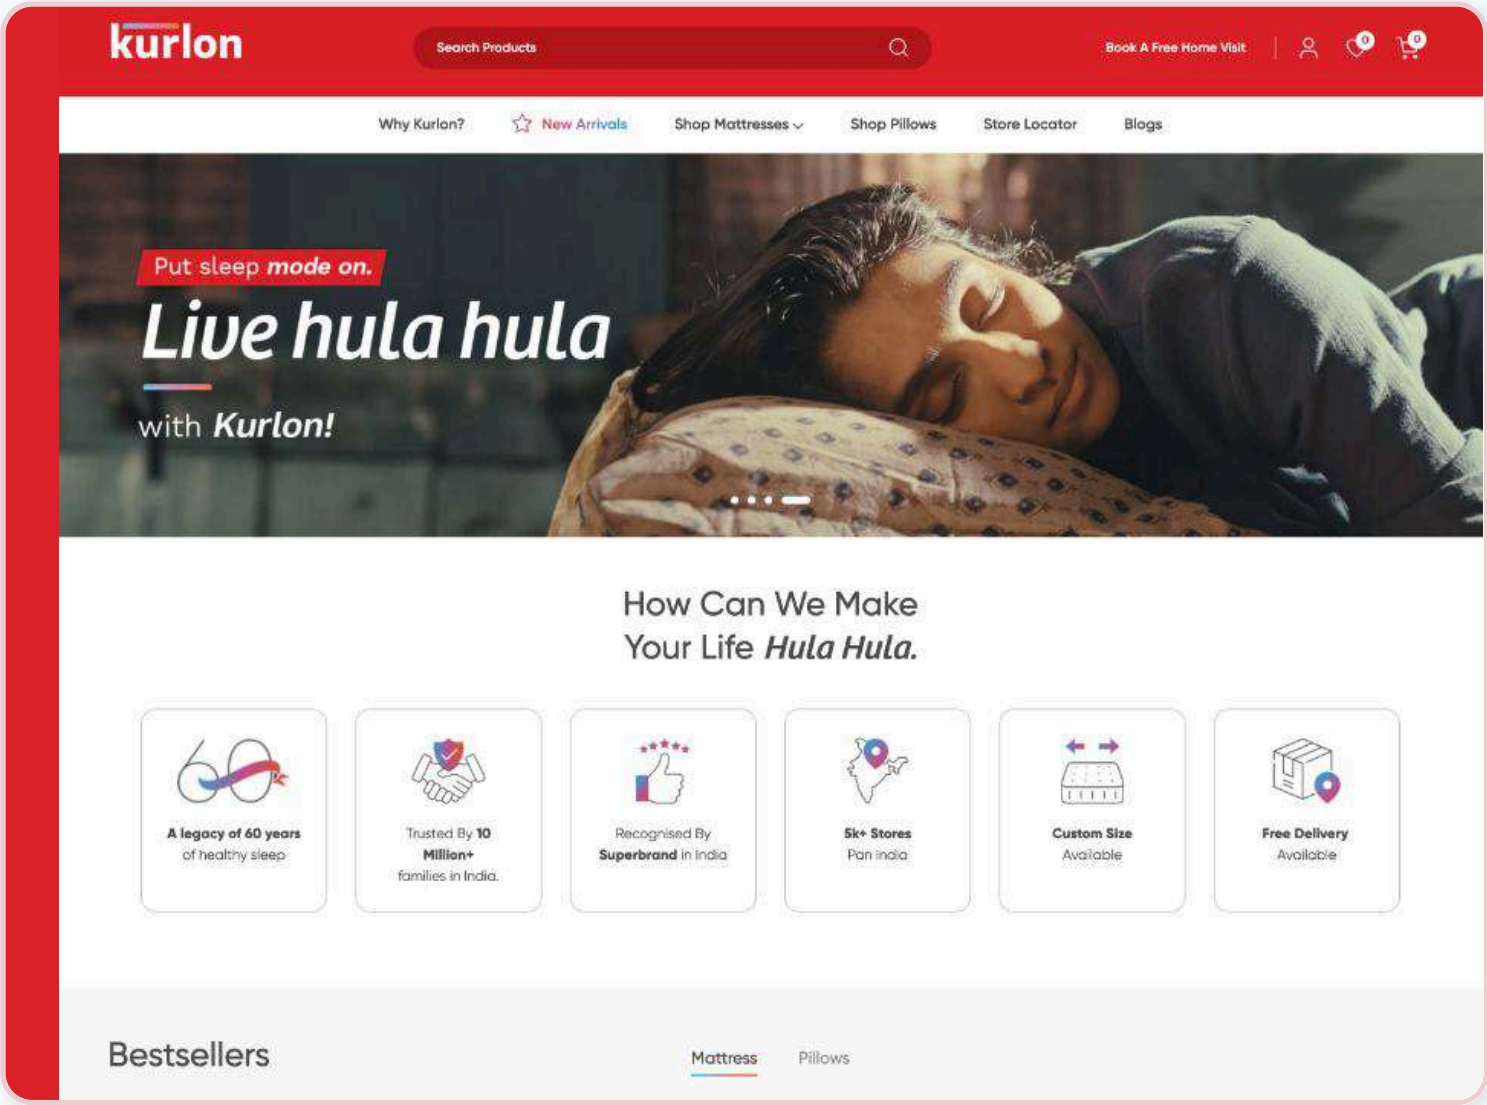 kurlon
Search Products
Book A Free Home Visit
0
0
Why Kurlon?
New Arrivals
Shop Mattresses
Shop Pillows
Store Locator
Blogs
Put sleep mode on.
Live hula hula
with Kurlon!
How Can We Make
Your Life Hula Hula.
60
A legacy of 60 years
of healthy sleep
Trusted By 10
Million+
families in India.
Recognised By
Superbrand in India
5k+ Stores
Pan india
Custom Size
Available
Free Delivery
Available
Bestsellers
Mattress
Pillows